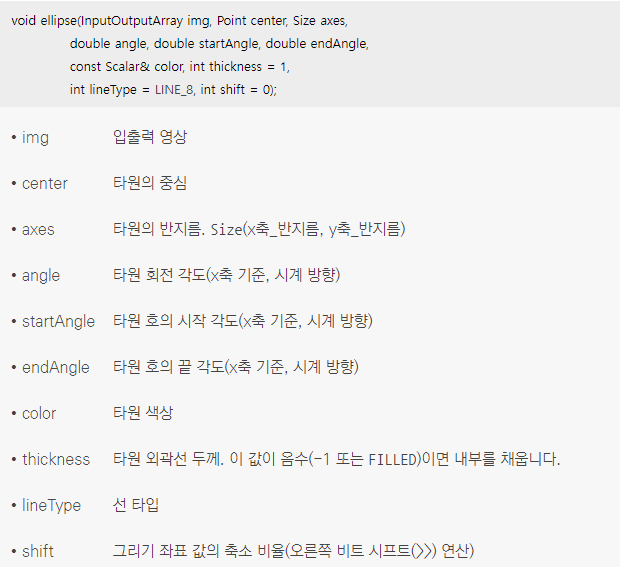 void ellipse(InputOutputArray img, Point center, Size axes,
double angle, double startAngle, double endAngle,
const Scalar& color, int thickness = 1,
int lineType = LINE_8, int shift = 0);
• img 입출력 영상
• center 타원의 중심
• axes 타원의 반지름. Size(x축_반지름, y축_반지름)
• angle 타원 회전 각도(x축 기준, 시계 방향)
• startAngle 타원 호의 시작 각도(x축 기준, 시계 방향)
• endAngle 타원 호의 끝 각도(x축 기준, 시계 방향)
• color 타원 색상
• thickness 타원 외곽선 두께. 이 값이 음수(-1 또는 FILLED)이면 내부를 채웁니다.
• lineType 선 타입
• shift 그리기 좌표 값의 축소 비율(오른쪽 비트 시프트(>>) 연산)